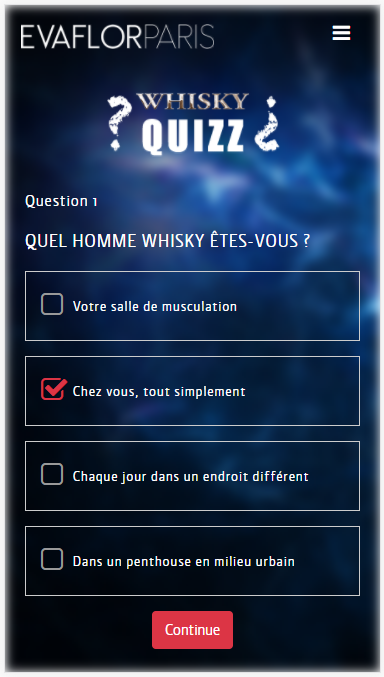 EVAFLORPARIS
WHISKY
? QUIZZ ¿
Question 1
QUEL HOMME WHISKY ÊTES-VOUS ?
Votre salle de musculation
Chez vous, tout simplement
Chaque jour dans un endroit différent
Dans un penthouse en milieu urbain
Continue